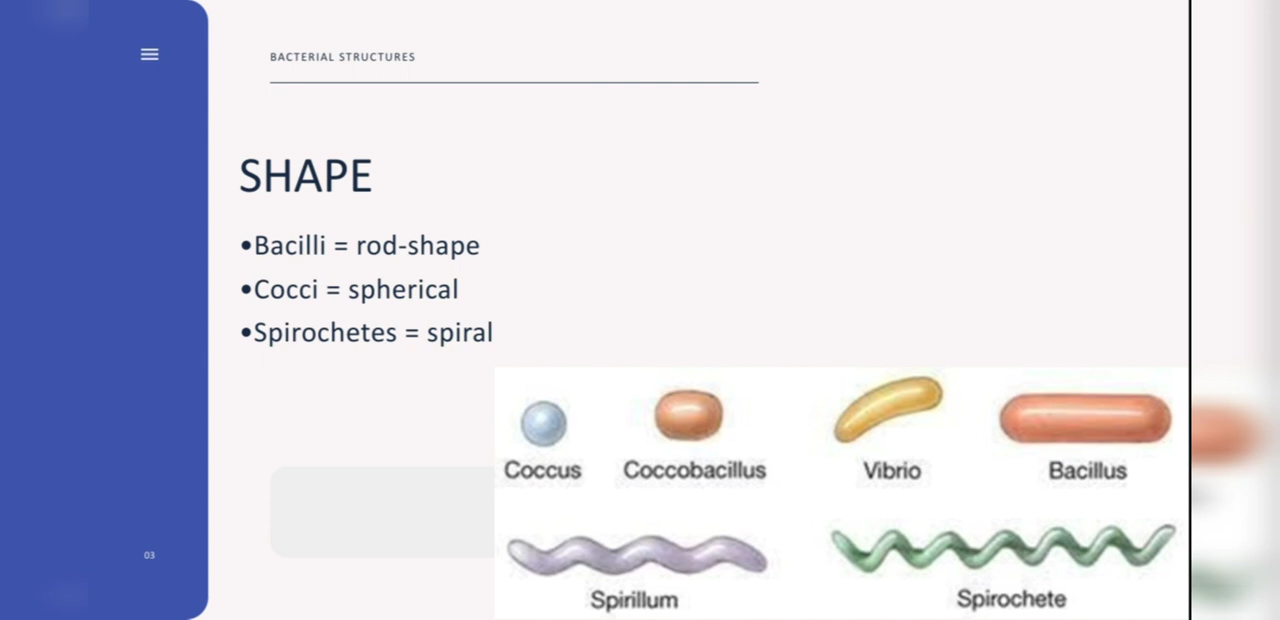 BACTERIAL STRUCTURES
SHAPE
•Bacilli = rod-shape
•Cocci = spherical
•Spirochetes = spiral
Coccus Coccobacillus Vibrio Bacillus
Spirillum Spirochete
03